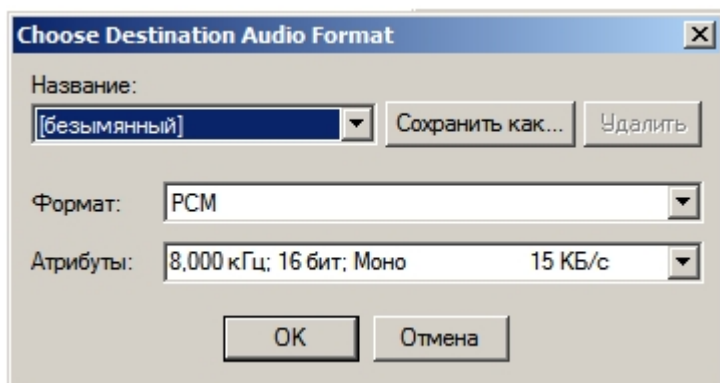 Choose Destination Audio Format
Название:
[безымянный] Сохранить как... Удалить
Формат: PCM
Атрибуты: 8,000 кГц; 16 бит; Моно 15 КБ/с
OK Отмена